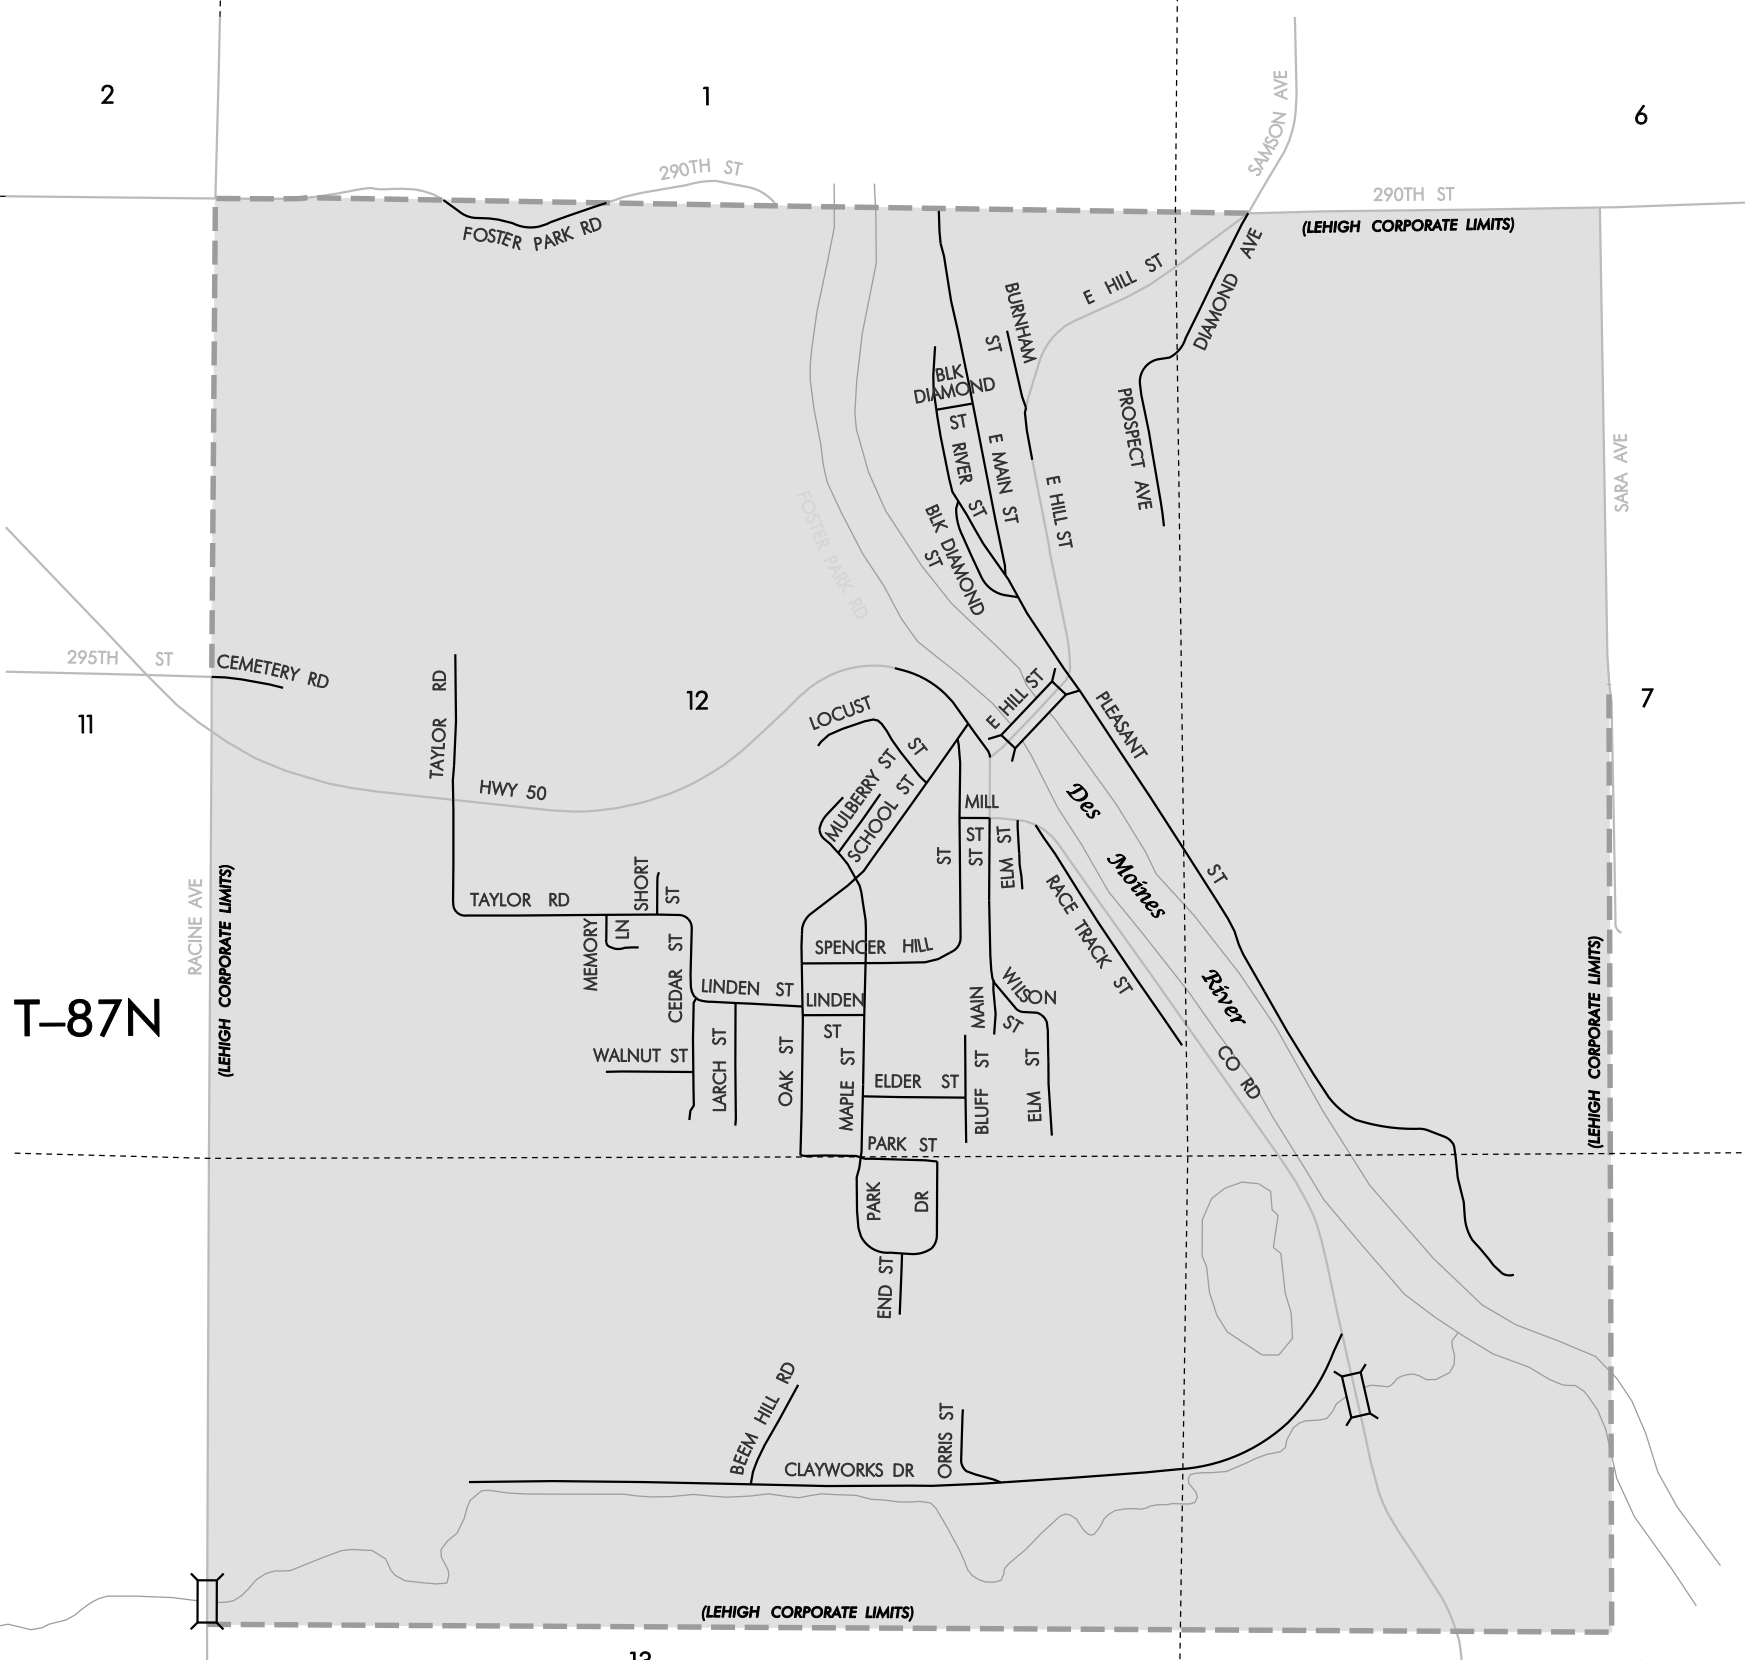 2
1
6
SAMSON AVE
290TH ST
290TH ST
(LEHIGH CORPORATE LIMITS)
FOSTER PARK RD
E HILL ST
DIAMOND AVE
BURNHAM
ST
BLK
DIAMOND
ST
RIVER ST
E MAIN ST
PROSPECT AVE
SARA AVE
E HILL ST
BLK DIAMOND
ST
FOSTER PARK RD
295TH ST
CEMETERY RD
TAYLOR RD
11
12
7
LOCUST ST
E HILL ST
PLEASANT ST
HWY 50
MULBERRY ST
SCHOOL ST
MILL
ST
ST
ST
ELM ST
Des
Moines
River
RACE TRACK ST
RACINE AVE
(LEHIGH CORPORATE LIMITS)
TAYLOR RD
SHORT
ST
MEMORY
LN
CEDAR ST
SPENCER HILL
LINDEN ST
LINDEN
ST
MAIN
WILSON
ST
T–87N
(LEHIGH CORPORATE LIMITS)
WALNUT ST
LARCH ST
OAK ST
MAPLE ST
ELDER ST
BLUFF ST
ELM ST
CO RD
PARK ST
PARK DR
END ST
BEEM HILL RD
CLAYWORKS DR
ORRIS ST
(LEHIGH CORPORATE LIMITS)
13